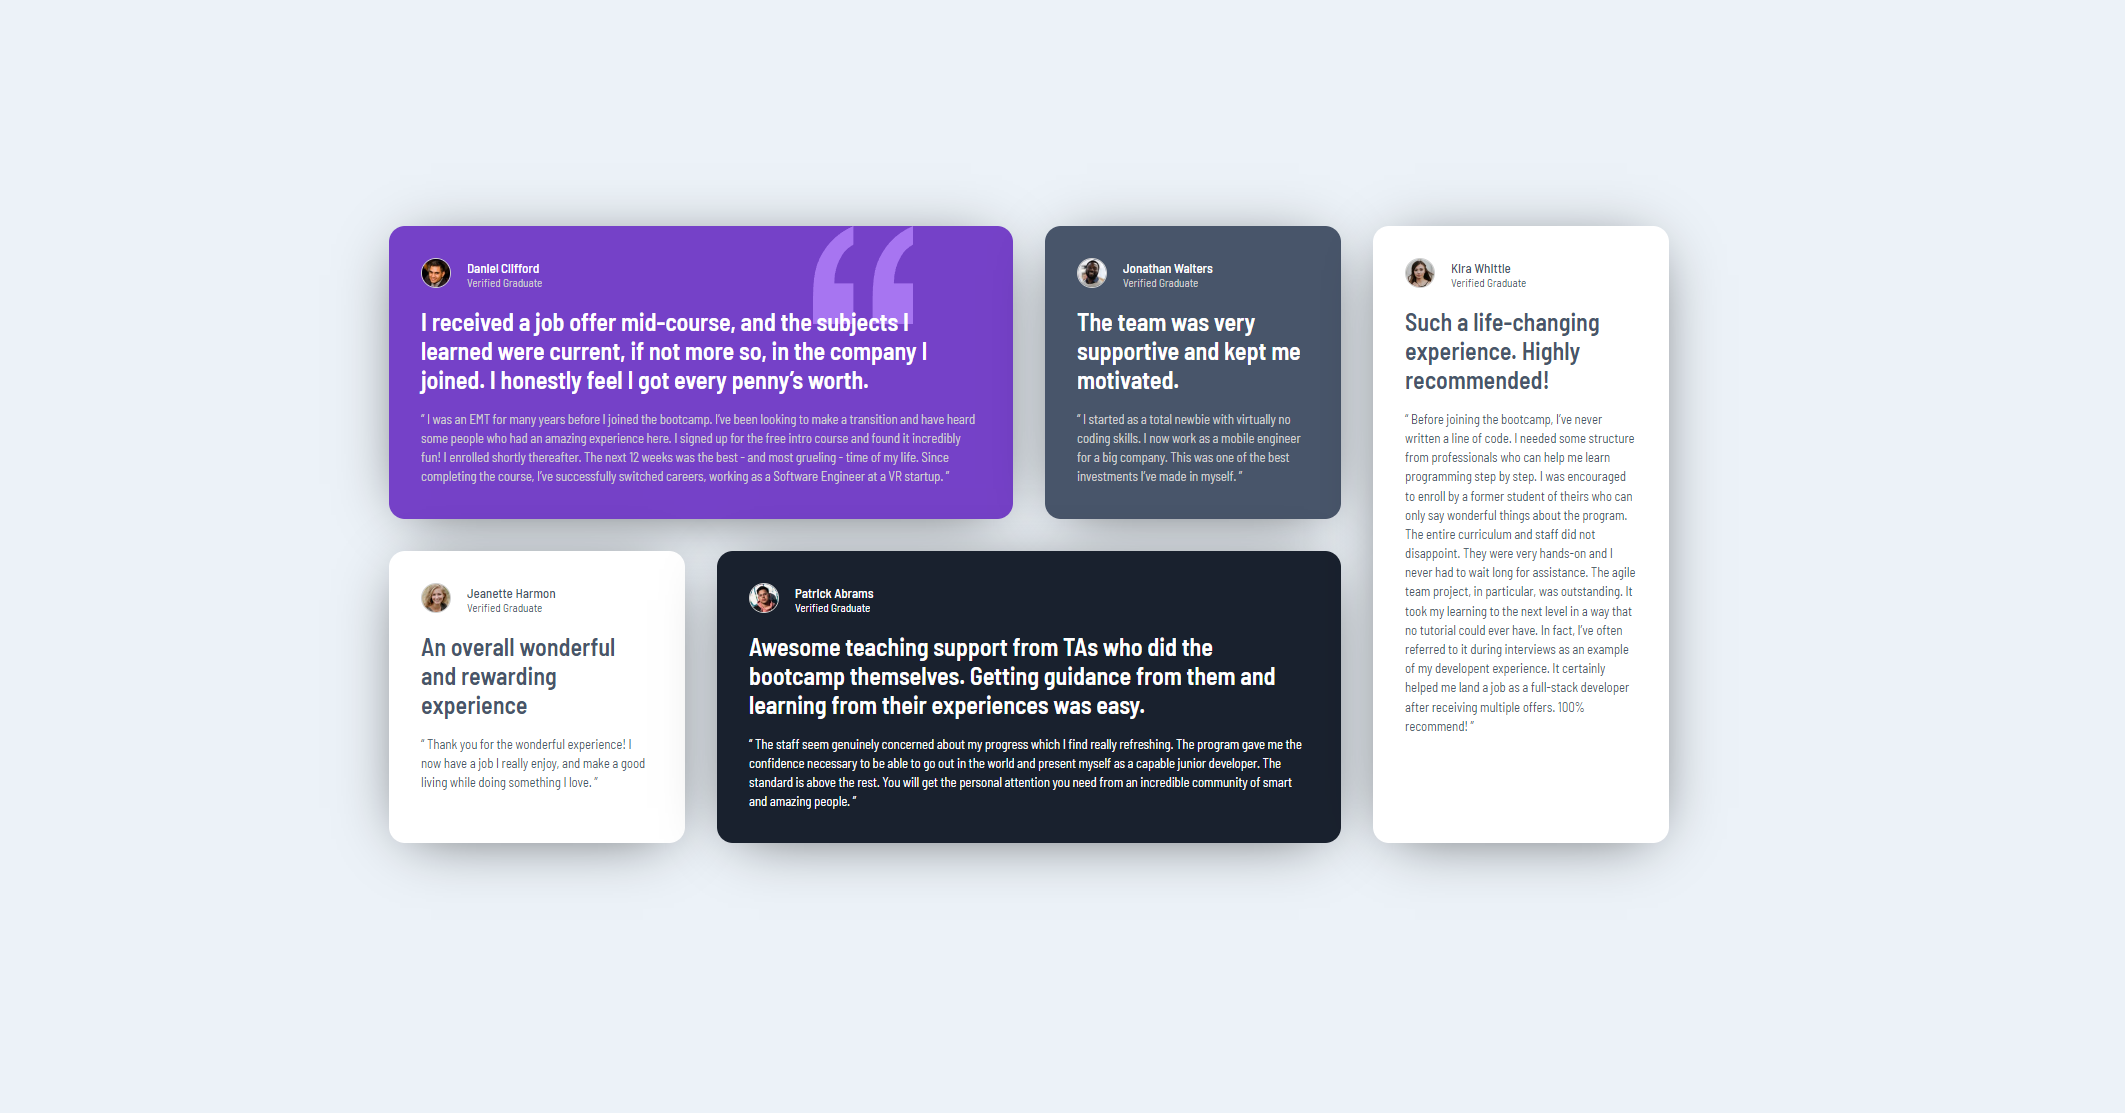 Daniel Clifford
Verified Graduate
I received a job offer mid-course, and the subjects I
learned were current, if not more so, in the company I
joined. I honestly feel I got every penny’s worth.
“ I was an EMT for many years before I joined the bootcamp. I’ve been looking to make a transition and have heard
some people who had an amazing experience here. I signed up for the free intro course and found it incredibly
fun! I enrolled shortly thereafter. The next 12 weeks was the best - and most grueling - time of my life. Since
completing the course, I’ve successfully switched careers, working as a Software Engineer at a VR startup. ”
Jonathan Walters
Verified Graduate
The team was very
supportive and kept me
motivated.
“ I started as a total newbie with virtually no
coding skills. I now work as a mobile engineer
for a big company. This was one of the best
investments I’ve made in myself. ”
Kira Whittle
Verified Graduate
Such a life-changing
experience. Highly
recommended!
“ Before joining the bootcamp, I’ve never
written a line of code. I needed some structure
from professionals who can help me learn
programming step by step. I was encouraged
to enroll by a former student of theirs who can
only say wonderful things about the program.
The entire curriculum and staff did not
disappoint. They were very hands-on and I
never had to wait long for assistance. The agile
team project, in particular, was outstanding. It
took my learning to the next level in a way that
no tutorial could ever have. In fact, I’ve often
referred to it during interviews as an example
of my developent experience. It certainly
helped me land a job as a full-stack developer
after receiving multiple offers. 100%
recommend! ”
Jeanette Harmon
Verified Graduate
An overall wonderful
and rewarding
experience
“ Thank you for the wonderful experience! I
now have a job I really enjoy, and make a good
living while doing something I love. ”
Patrick Abrams
Verified Graduate
Awesome teaching support from TAs who did the
bootcamp themselves. Getting guidance from them and
learning from their experiences was easy.
“ The staff seem genuinely concerned about my progress which I find really refreshing. The program gave me the
confidence necessary to be able to go out in the world and present myself as a capable junior developer. The
standard is above the rest. You will get the personal attention you need from an incredible community of smart
and amazing people. ”